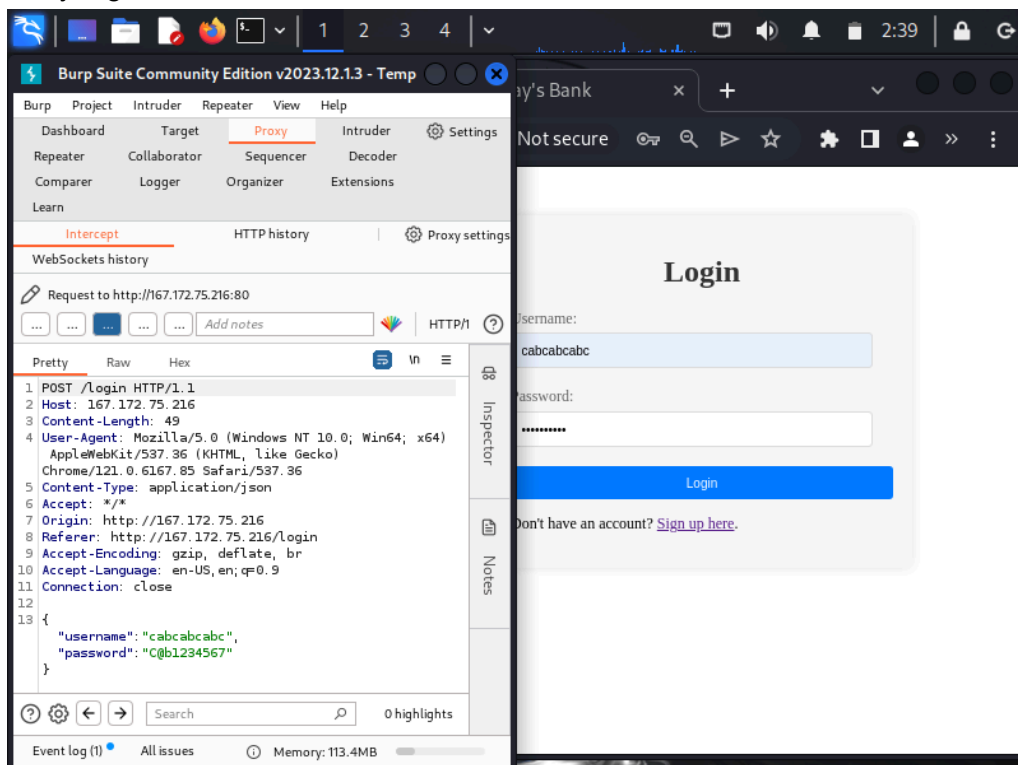 1 2 3 4 2:39
Burp Suite Community Edition v2023.12.1.3 - Temp
Burp Project Intruder Repeater View Help
Dashboard Target Proxy Intruder Settings
Repeater Collaborator Sequencer Decoder
Comparer Logger Organizer Extensions
Learn
Intercept HTTP history Proxy settings
WebSockets history
Request to http://167.172.75.216:80
... ... ... ... ... Add notes HTTP/1
Pretty Raw Hex \n
1 POST /login HTTP/1.1
2 Host: 167.172.75.216
3 Content-Length: 49
4 User-Agent: Mozilla/5.0 (Windows NT 10.0; Win64; x64)
AppleWebKit/537.36 (KHTML, like Gecko)
Chrome/121.0.6167.85 Safari/537.36
5 Content-Type: application/json
6 Accept: */*
7 Origin: http://167.172.75.216
8 Referer: http://167.172.75.216/login
9 Accept-Encoding: gzip, deflate, br
10 Accept-Language: en-US,en;q=0.9
11 Connection: close
12
13 {
"username":"cabcabcabc",
"password":"C@b1234567"
}
Inspector
Notes
Search 0 highlights
Event log (1) All issues Memory: 113.4MB
ay's Bank
Not secure
Login
Username:
cabcabcabc
Password:
••••••••••
Login
Don't have an account? Sign up here.